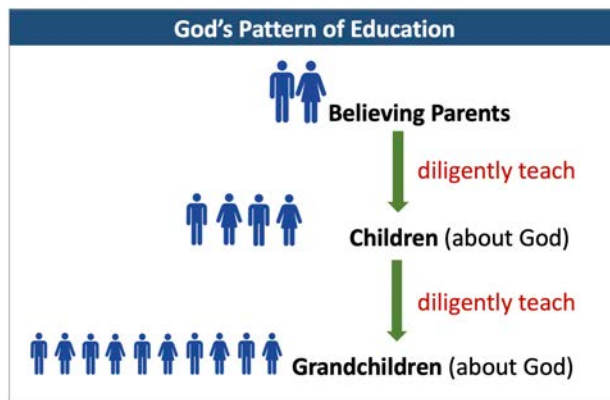 God’s Pattern of Education
Believing Parents
diligently teach
Children (about God)
diligently teach
Grandchildren (about God)